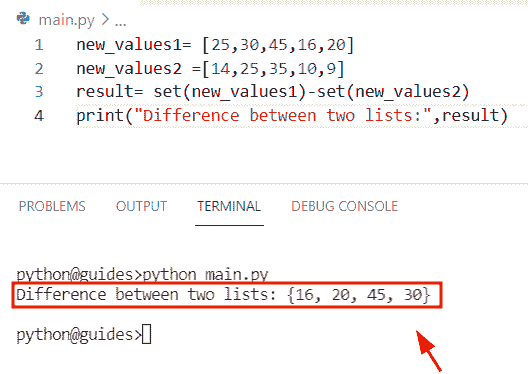 main.py > ...
1 new_values1= [25,30,45,16,20]
2 new_values2 =[14,25,35,10,9]
3 result= set(new_values1)-set(new_values2)
4 print("Difference between two lists:",result)
PROBLEMS OUTPUT TERMINAL DEBUG CONSOLE
python@guides>python main.py
Difference between two lists: {16, 20, 45, 30}
python@guides>